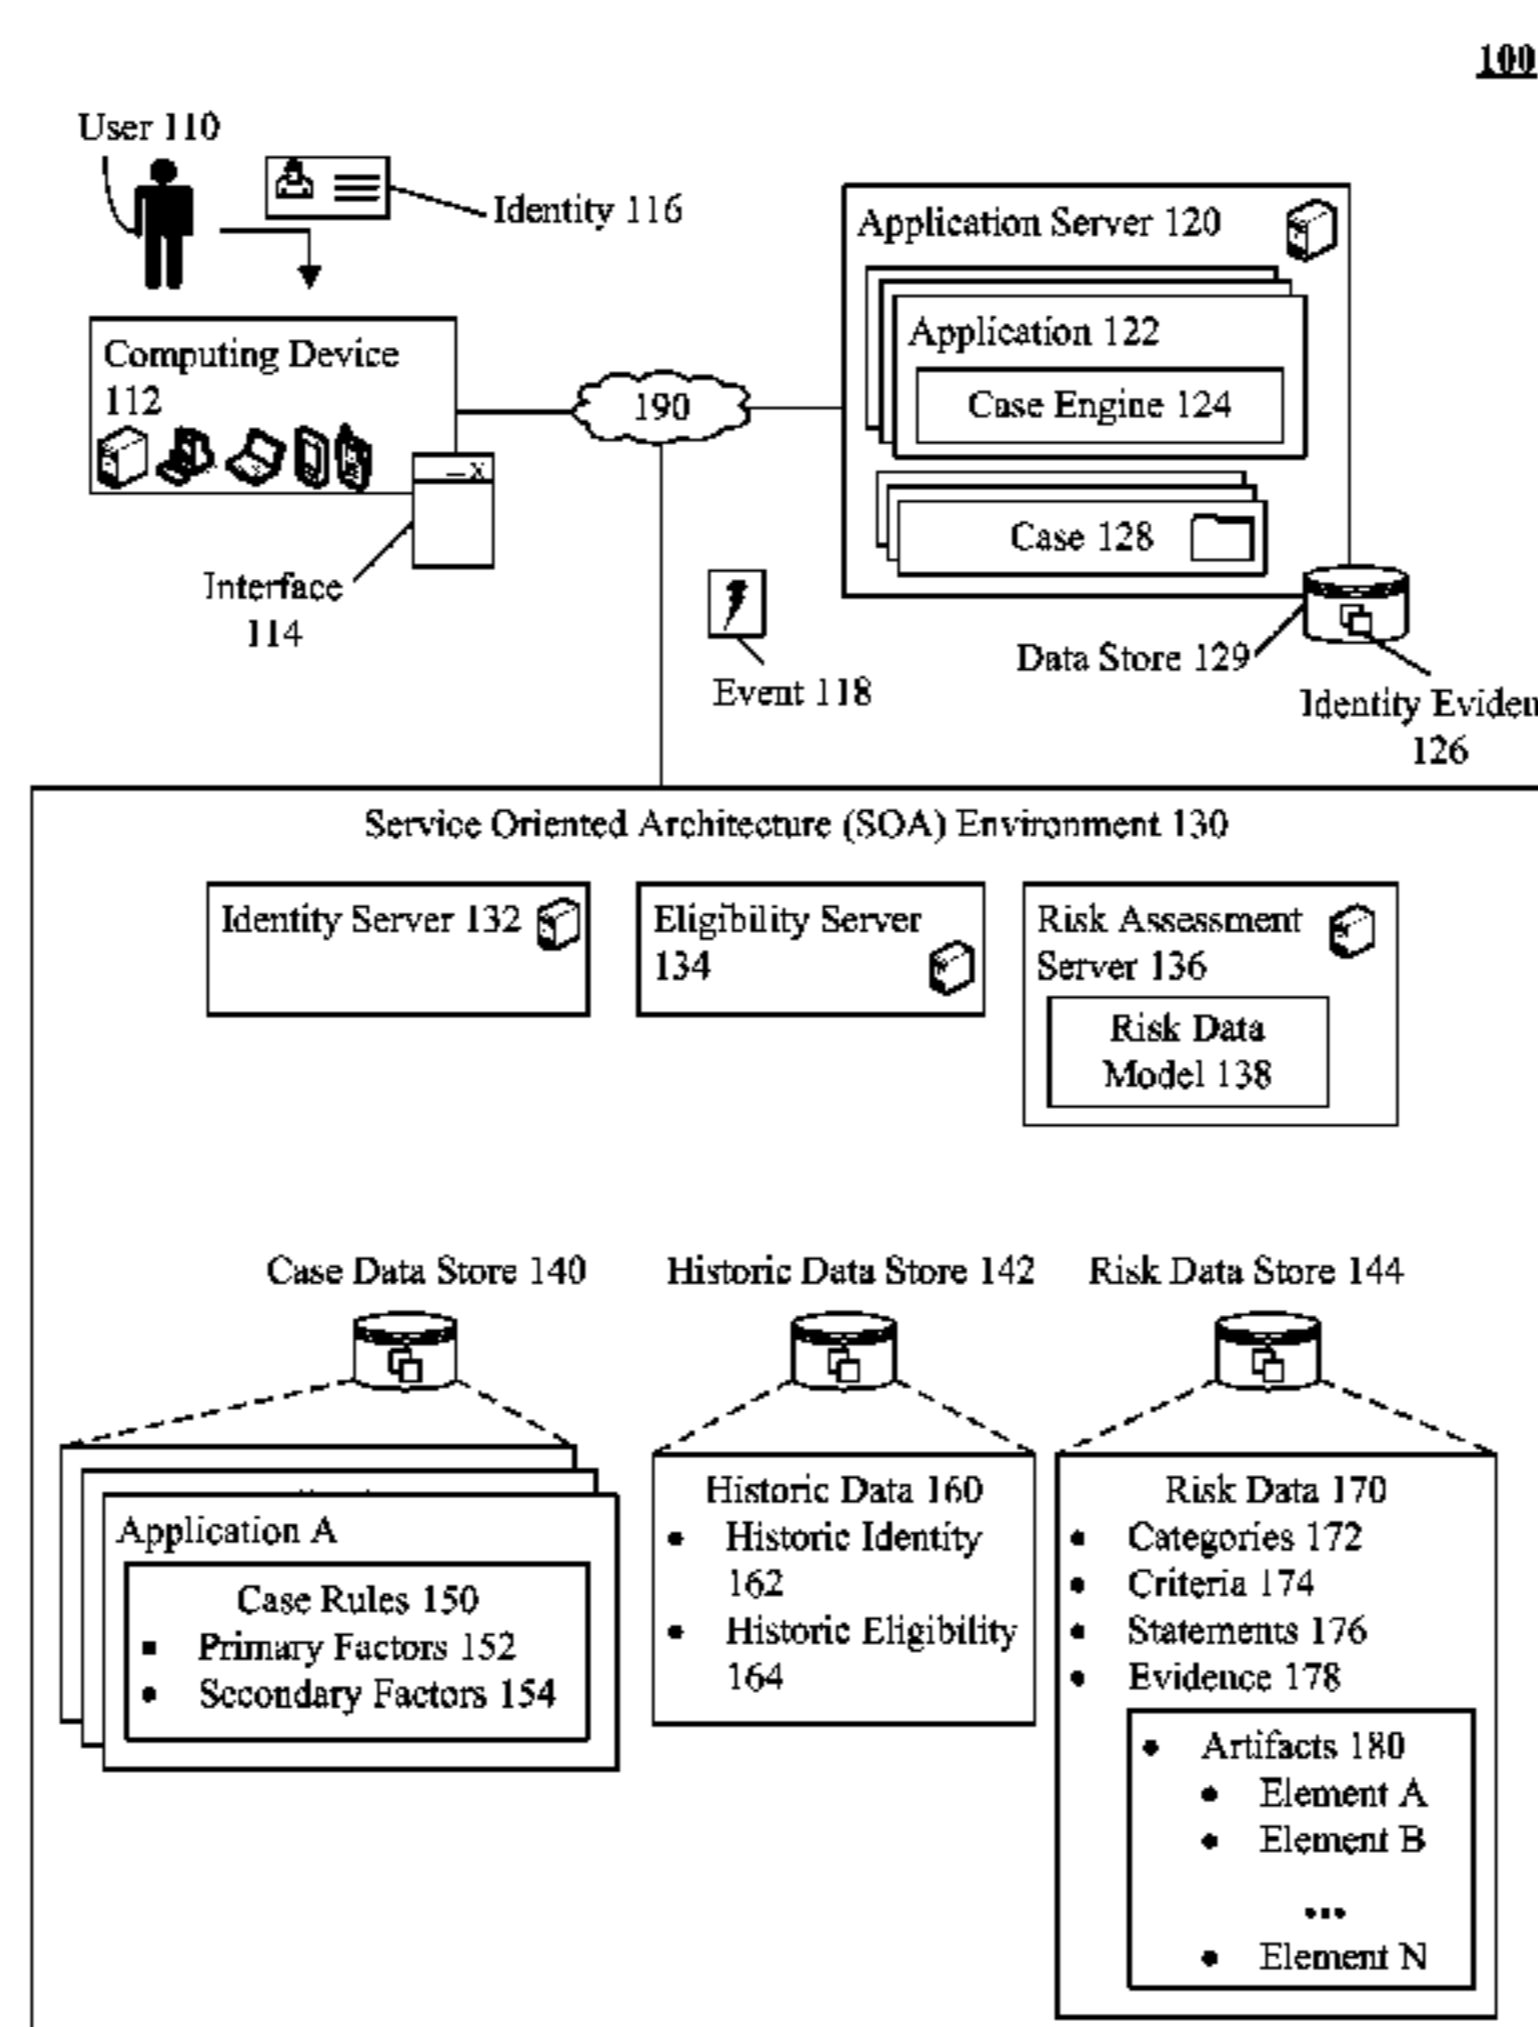 100
User 110
Identity 116
Application Server 120
Application 122
Case Engine 124
Case 128
Computing Device
112
190
_ X
Interface
114
Event 118
Data Store 129
Identity Eviden
126
Service Oriented Architecture (SOA) Environment 130
Identity Server 132
Eligibility Server
134
Risk Assessment
Server 136
Risk Data
Model 138
Case Data Store 140
Historic Data Store 142
Risk Data Store 144
Application A
Case Rules 150
• Primary Factors 152
• Secondary Factors 154
Historic Data 160
• Historic Identity
162
• Historic Eligibility
164
Risk Data 170
• Categories 172
• Criteria 174
• Statements 176
• Evidence 178
• Artifacts 180
• Element A
• Element B
...
• Element N